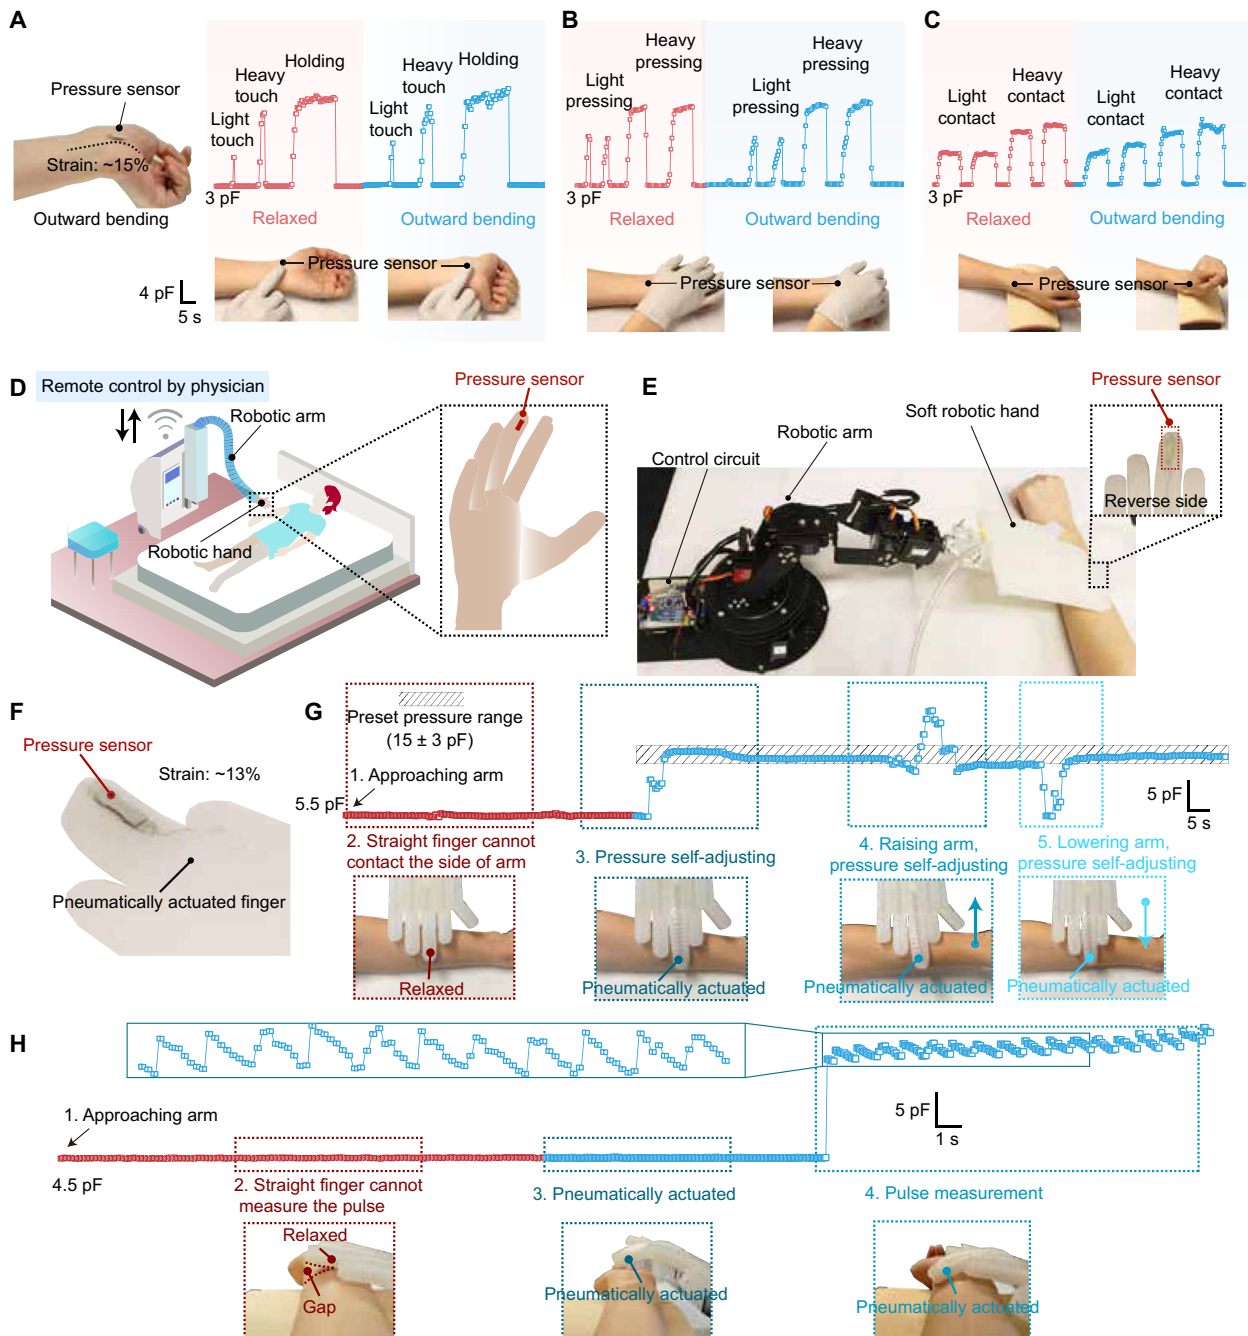 A
Pressure sensor
Strain: ~15%
Outward bending
Light
touch
Heavy
touch
Holding
Light
touch
Heavy
touch
Holding
3 pF
Relaxed
Outward bending
Pressure sensor
4 pF
5 s
B
Light
pressing
Heavy
pressing
Light
pressing
Heavy
pressing
3 pF
Relaxed
Outward bending
Pressure sensor
C
Light
contact
Heavy
contact
Light
contact
Heavy
contact
3 pF
Relaxed
Outward bending
Pressure sensor
D
Remote control by physician
Robotic arm
Robotic hand
Pressure sensor
E
Control circuit
Robotic arm
Soft robotic hand
Pressure sensor
Reverse side
F
Pressure sensor
Strain: ~13%
Pneumatically actuated finger
G
Preset pressure range
(15 ± 3 pF)
1. Approaching arm
5.5 pF
5 pF
5 s
2. Straight finger cannot
contact the side of arm
3. Pressure self-adjusting
4. Raising arm,
pressure self-adjusting
5. Lowering arm,
pressure self-adjusting
Relaxed
Pneumatically actuated
Pneumatically actuated
Pneumatically actuated
H
1. Approaching arm
4.5 pF
5 pF
1 s
2. Straight finger cannot
measure the pulse
3. Pneumatically actuated
4. Pulse measurement
Relaxed
Gap
Pneumatically actuated
Pneumatically actuated